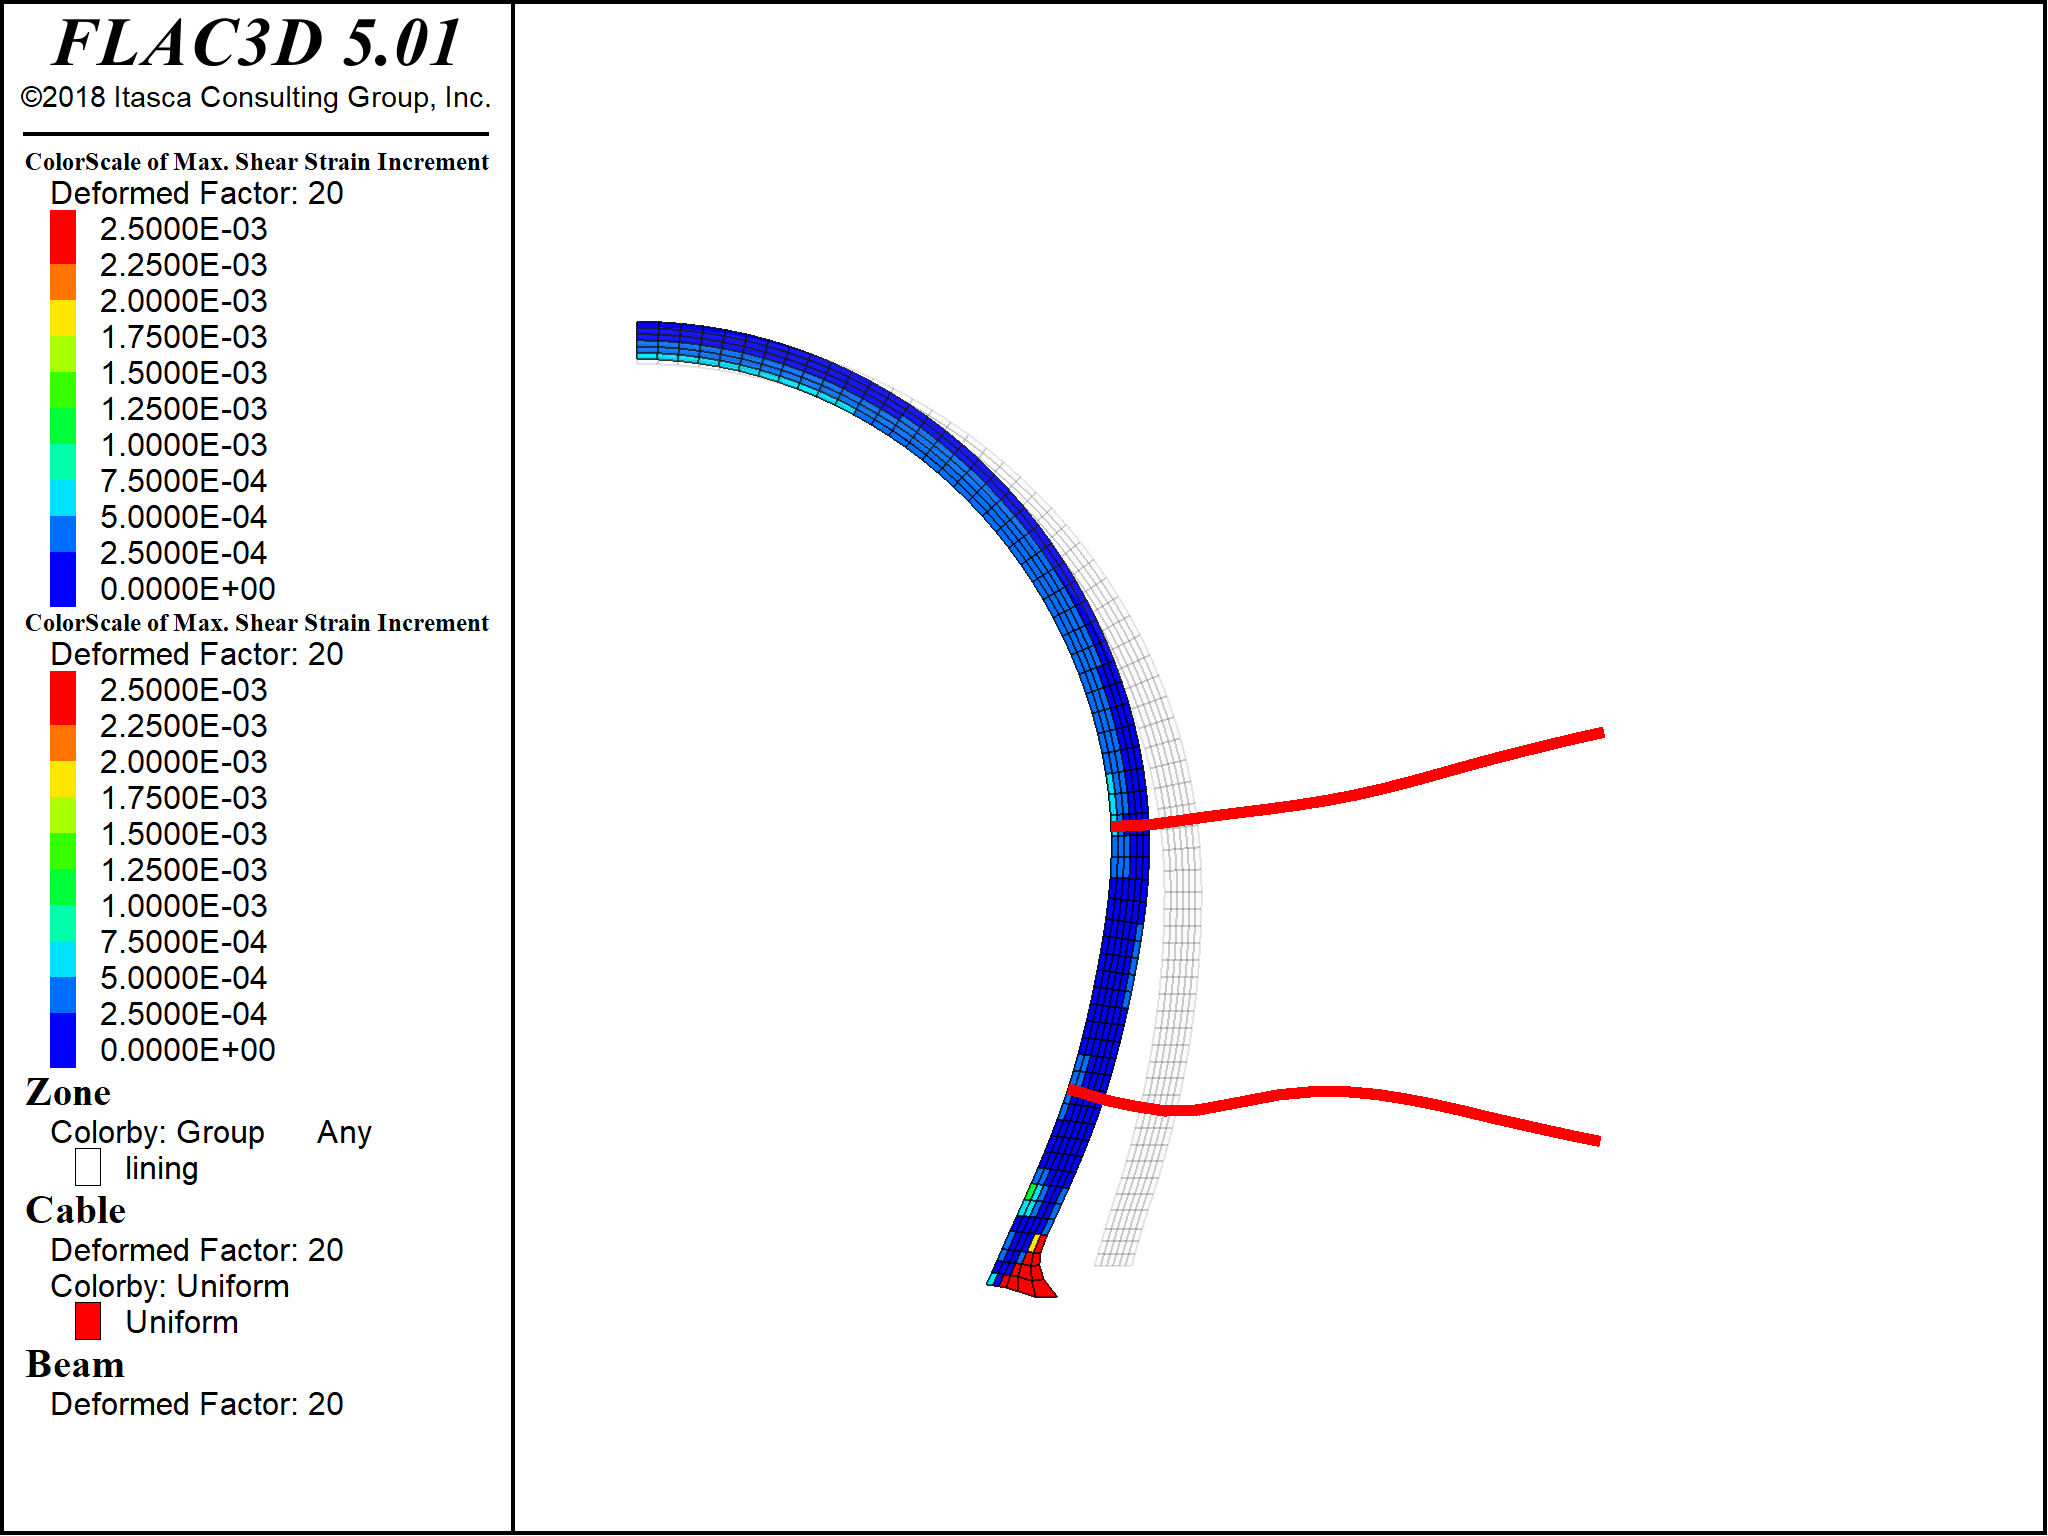 FLAC3D 5.01
©2018 Itasca Consulting Group, Inc.
ColorScale of Max. Shear Strain Increment
Deformed Factor: 20
2.5000E-03
2.2500E-03
2.0000E-03
1.7500E-03
1.5000E-03
1.2500E-03
1.0000E-03
7.5000E-04
5.0000E-04
2.5000E-04
0.0000E+00
ColorScale of Max. Shear Strain Increment
Deformed Factor: 20
2.5000E-03
2.2500E-03
2.0000E-03
1.7500E-03
1.5000E-03
1.2500E-03
1.0000E-03
7.5000E-04
5.0000E-04
2.5000E-04
0.0000E+00
Zone
Colorby: Group Any
lining
Cable
Deformed Factor: 20
Colorby: Uniform
Uniform
Beam
Deformed Factor: 20